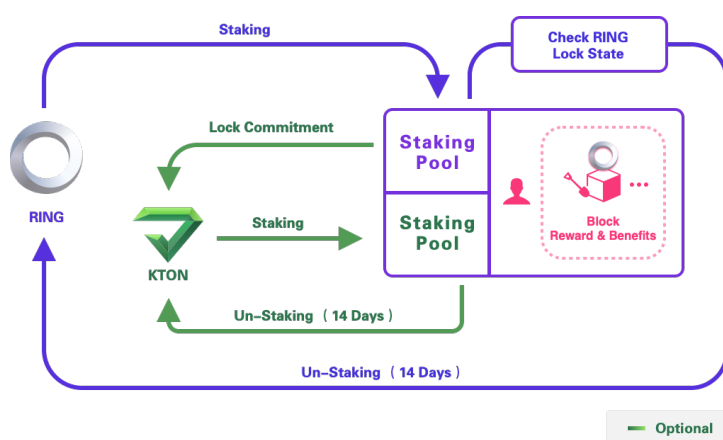 Staking
Check RING
Lock State
Lock Commitment
Staking
Pool
RING
Staking
Staking
Pool
Block
Reward & Benefits
KTON
Un-Staking ( 14 Days )
Un-Staking ( 14 Days )
Optional